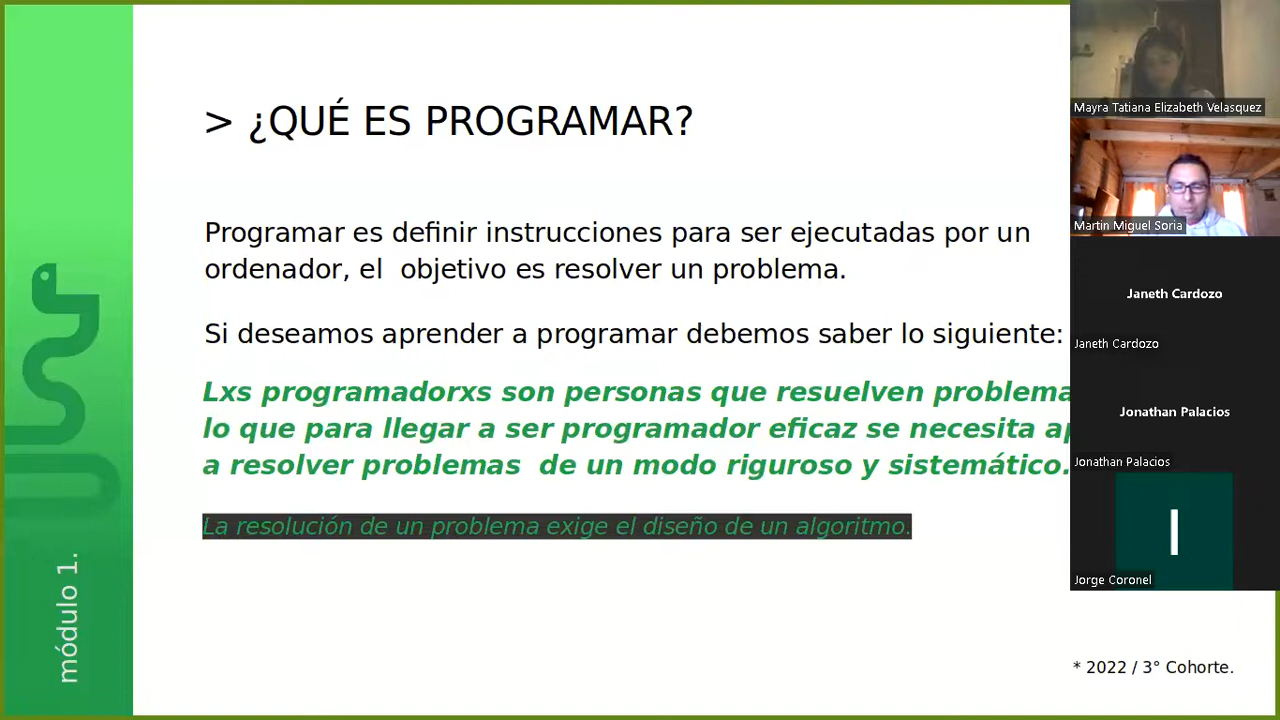 > ¿QUÉ ES PROGRAMAR?
Programar es definir instrucciones para ser ejecutadas por un
ordenador, el  objetivo es resolver un problema.
Si deseamos aprender a programar debemos saber lo siguiente:
Lxs programadorxs son personas que resuelven
lo que para llegar a ser programador eficaz se necesita
a resolver problemas  de un modo riguroso y sistemático.
La resolución de un problema exige el diseño de un algoritmo.
módulo 1.
* 2022 / 3° Cohorte.
Mayra Tatiana Elizabeth Velasquez
Martin Miguel Soria
Janeth Cardozo
Janeth Cardozo
Jonathan Palacios
Jonathan Palacios
I
Jorge Coronel